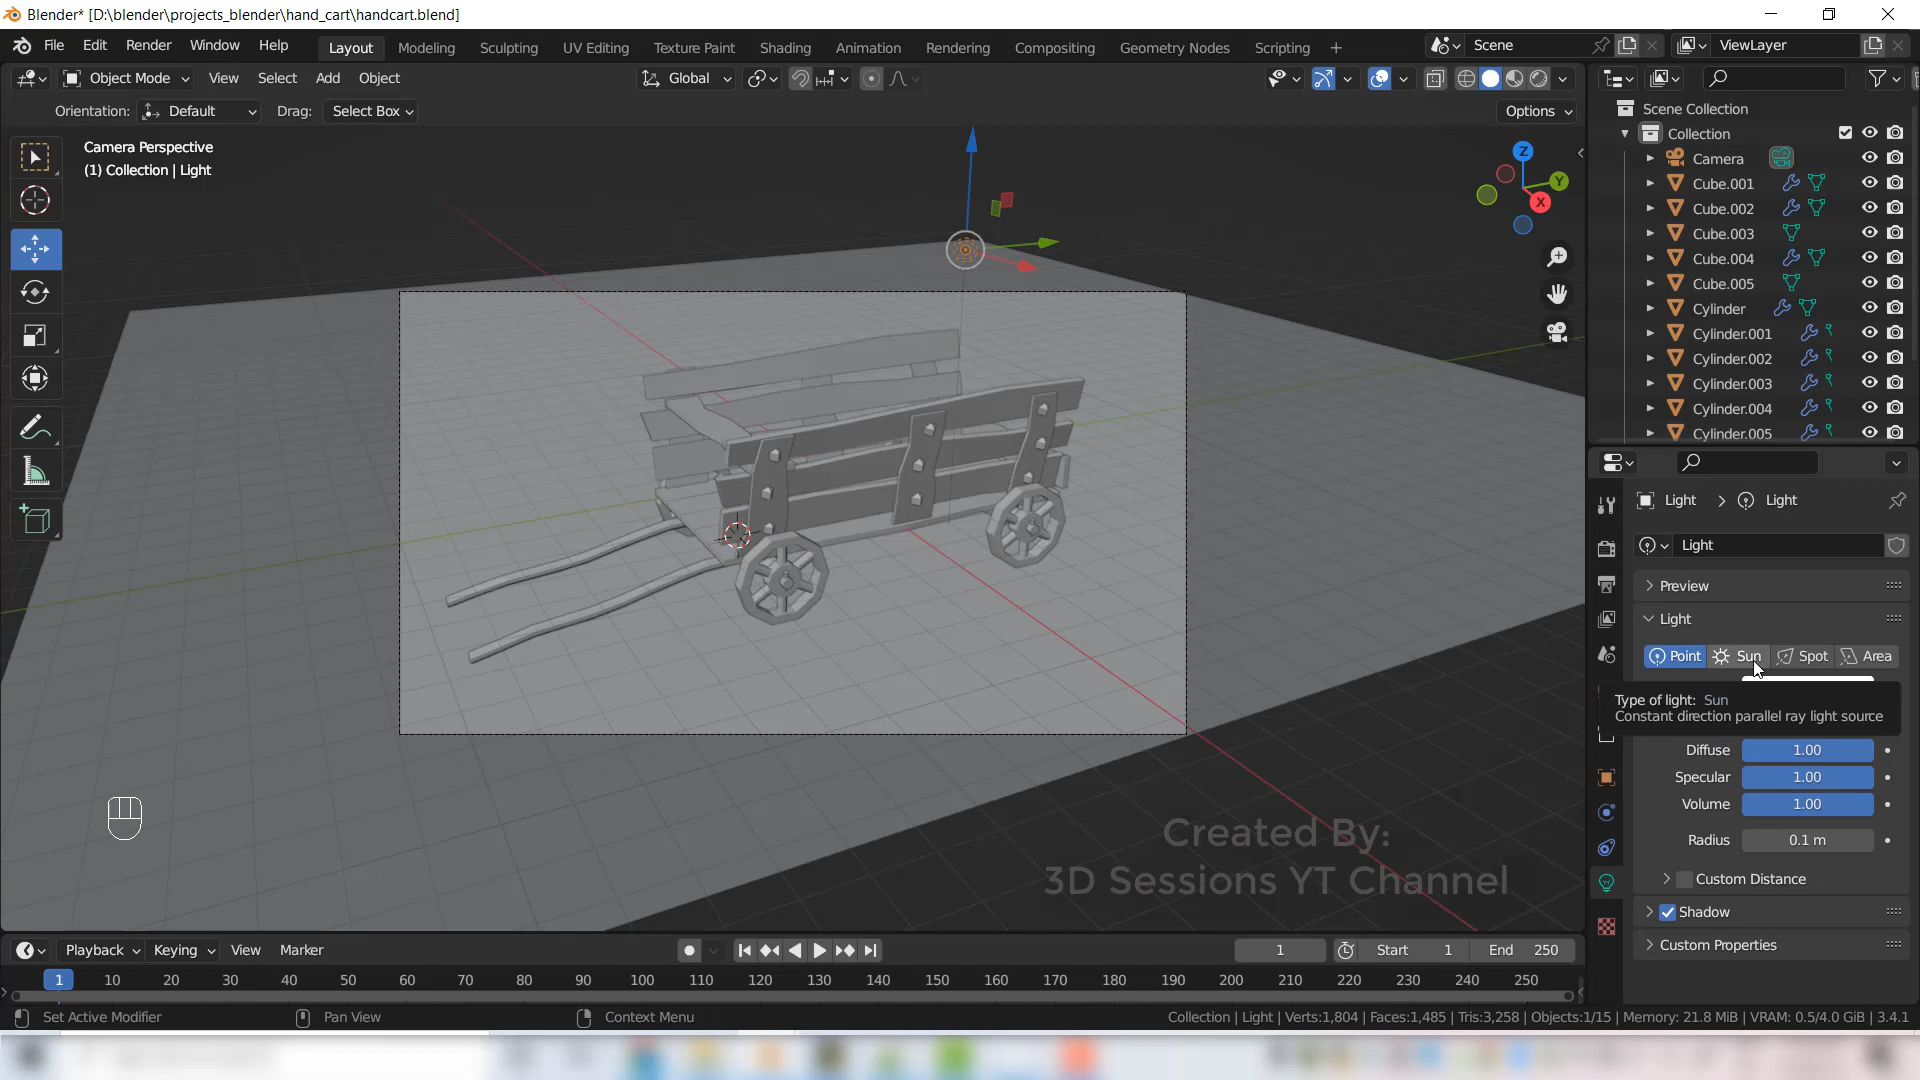 Blender* [D:\blender\projects_blender\hand_cart\handcart.blend]
File Edit Render Window Help Layout Modeling Sculpting UV Editing Texture Paint Shading Animation Rendering Compositing Geometry Nodes Scripting + Scene ViewLayer
Object Mode View Select Add Object Global
Orientation: Default Drag: Select Box Options
Camera Perspective
(1) Collection | Light
Z
Y
X
Scene Collection
Collection
Camera
Cube.001
Cube.002
Cube.003
Cube.004
Cube.005
Cylinder
Cylinder.001
Cylinder.002
Cylinder.003
Cylinder.004
Cylinder.005
Light > Light
Light
Preview
Light
Point Sun Spot Area
Type of light: Sun
Constant direction parallel ray light source
Diffuse 1.00
Specular 1.00
Volume 1.00
Radius 0.1 m
Custom Distance
Shadow
Custom Properties
Created By:
3D Sessions YT Channel
Playback Keying View Marker 1 Start 1 End 250
1 10 20 30 40 50 60 70 80 90 100 110 120 130 140 150 160 170 180 190 200 210 220 230 240 250
Set Active Modifier Pan View Context Menu Collection | Light | Verts:1,804 | Faces:1,485 | Tris:3,258 | Objects:1/15 | Memory: 21.8 MiB | VRAM: 0.5/4.0 GiB | 3.4.1